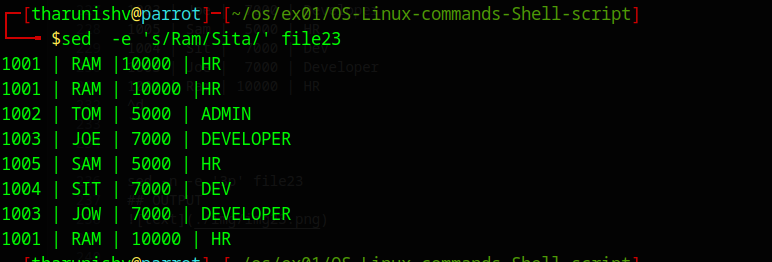 ┌─[tharunishv@parrot]─[~/os/ex01/OS-Linux-commands-Shell-script]
└──╼ $sed  -e 's/Ram/Sita/' file23
1001 | RAM |10000 | HR
1001 | RAM | 10000 |HR
1002 | TOM | 5000 | ADMIN
1003 | JOE | 7000 | DEVELOPER
1005 | SAM | 5000 | HR
1004 | SIT | 7000 | DEV
1003 | JOW | 7000 | DEVELOPER
1001 | RAM | 10000 | HR
┌─[tharunishv@parrot]─[~/os/ex01/OS-Linux-commands-Shell-script]